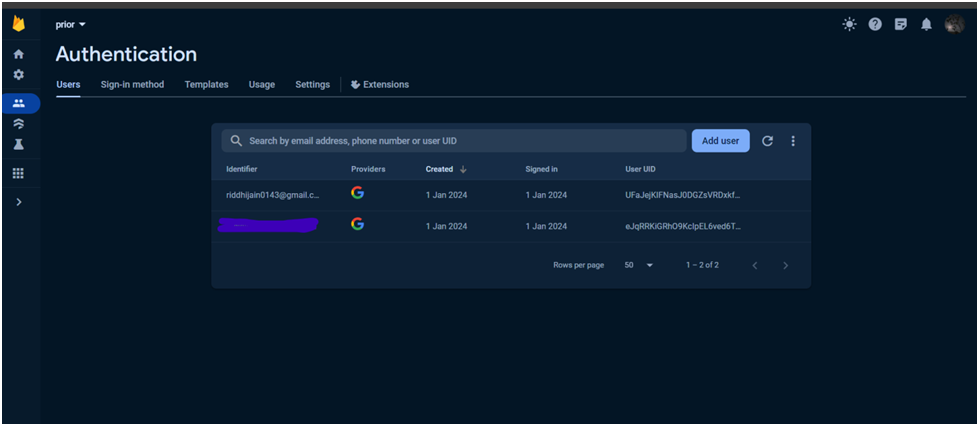 prior
Authentication
Users Sign-in method Templates Usage Settings Extensions
Search by email address, phone number or user UID Add user
Identifier Providers Created Signed in User UID
riddhijain0143@gmail.c... 1 Jan 2024 1 Jan 2024 UFaJejKIFNasJ0DGZsVRDxkf...
1 Jan 2024 1 Jan 2024 eJqRRKiGRhO9KcIpEL6ved6T...
Rows per page 50 1 – 2 of 2